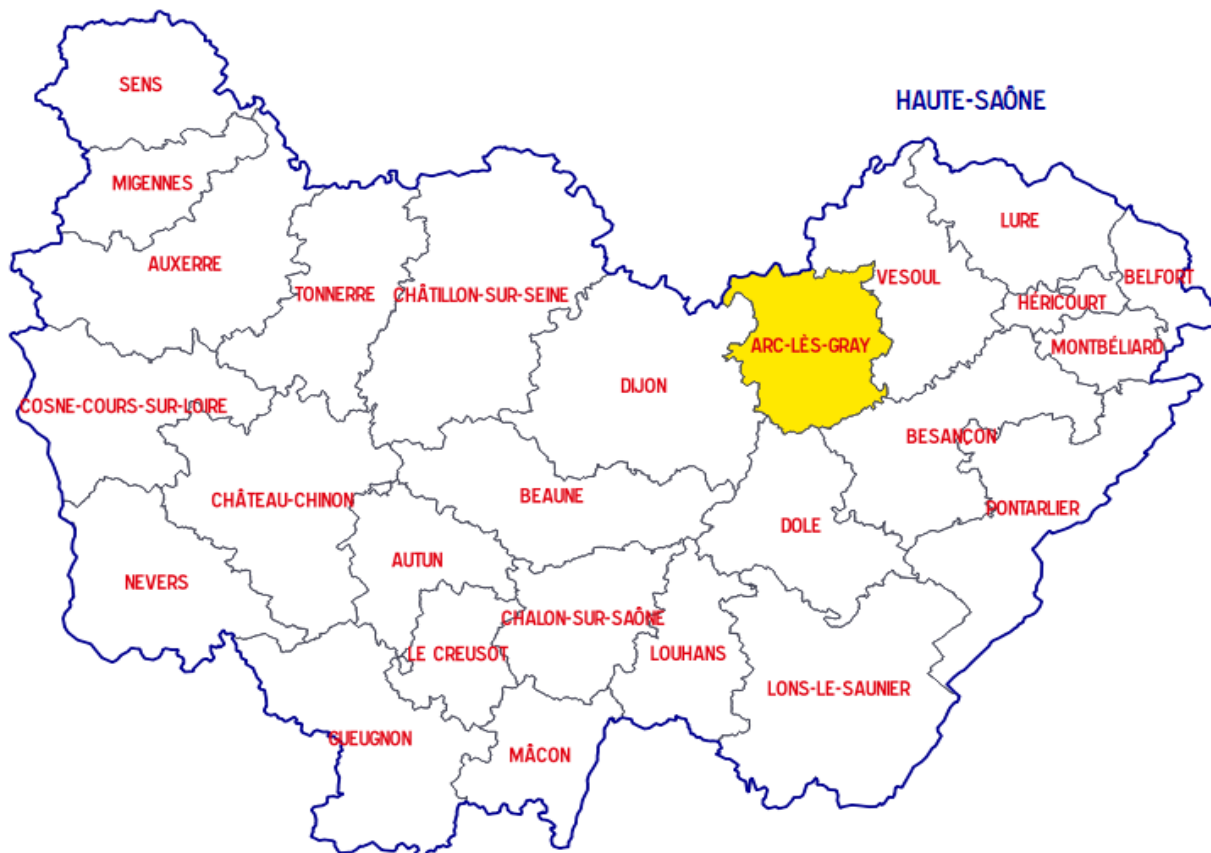 SENS
HAUTE-SAÔNE
MIGENNES
LURE
AUXERRE
TONNERRE
CHÂTILLON-SUR-SEINE
VESOUL
BELFORT
HÉRICOURT
ARC-LÈS-GRAY
MONTBÉLIARD
DIJON
COSNE-COURS-SUR-LOIRE
BESANÇON
CHÂTEAU-CHINON
BEAUNE
PONTARLIER
DOLE
NEVERS
AUTUN
CHALON-SUR-SAÔNE
LE CREUSOT
LOUHANS
LONS-LE-SAUNIER
GUEUGNON
MÂCON